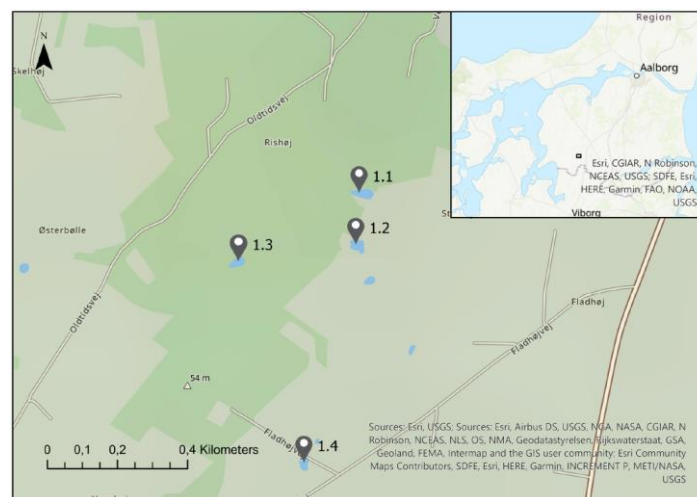 N
Skelhøj
Oldtidsvej
Rishøj
Region
Aalborg
Esri, CGIAR, N Robinson,
NCEAS, USGS, SDFE, Esri,
HERE, Garmin, FAO, NOAA,
USGS
Viborg
1.1
1.2
1.3
Østerbølle
Oldtidsvej
Fladhøj
Fladhøjvej
54 m
Fladhøjvej
1.4
0 0,1 0,2 0,4 Kilometers
Sources: Esri, USGS; Sources: Esri, Airbus DS, USGS, NGA, NASA, CGIAR, N
Robinson, NCEAS, NLS, OS, NMA, Geodatastyrelsen, Rijkswaterstaat, GSA,
Geoland, FEMA, Intermap and the GIS user community; Esri Community
Maps Contributors, SDFE, Esri, HERE, Garmin, INCREMENT P, METI/NASA,
USGS